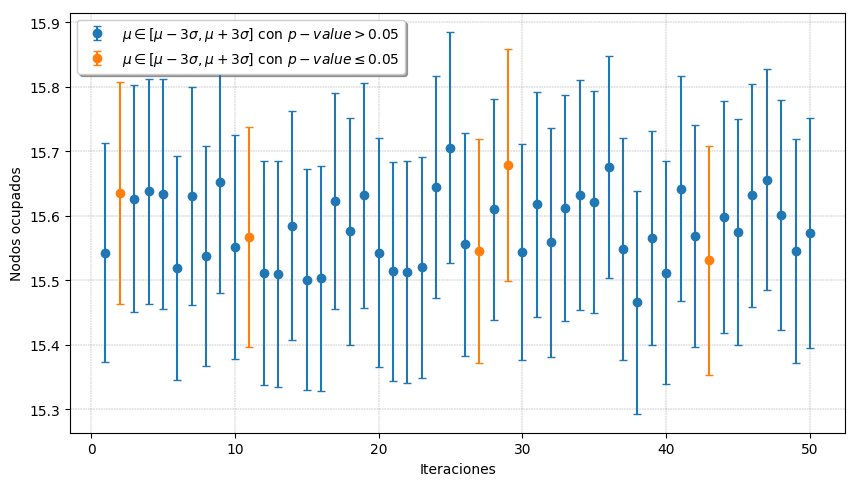 μ ∈ [μ − 3σ, μ + 3σ] con p − value > 0.05
μ ∈ [μ − 3σ, μ + 3σ] con p − value ≤ 0.05
Nodos ocupados
15.9
15.8
15.7
15.6
15.5
15.4
15.3
0 10 20 30 40 50
Iteraciones